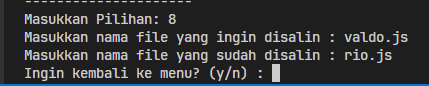 ---------------------
Masukkan Pilihan: 8
Masukkan nama file yang ingin disalin : valdo.js
Masukkan nama file yang sudah disalin : rio.js
Ingin kembali ke menu? (y/n) :